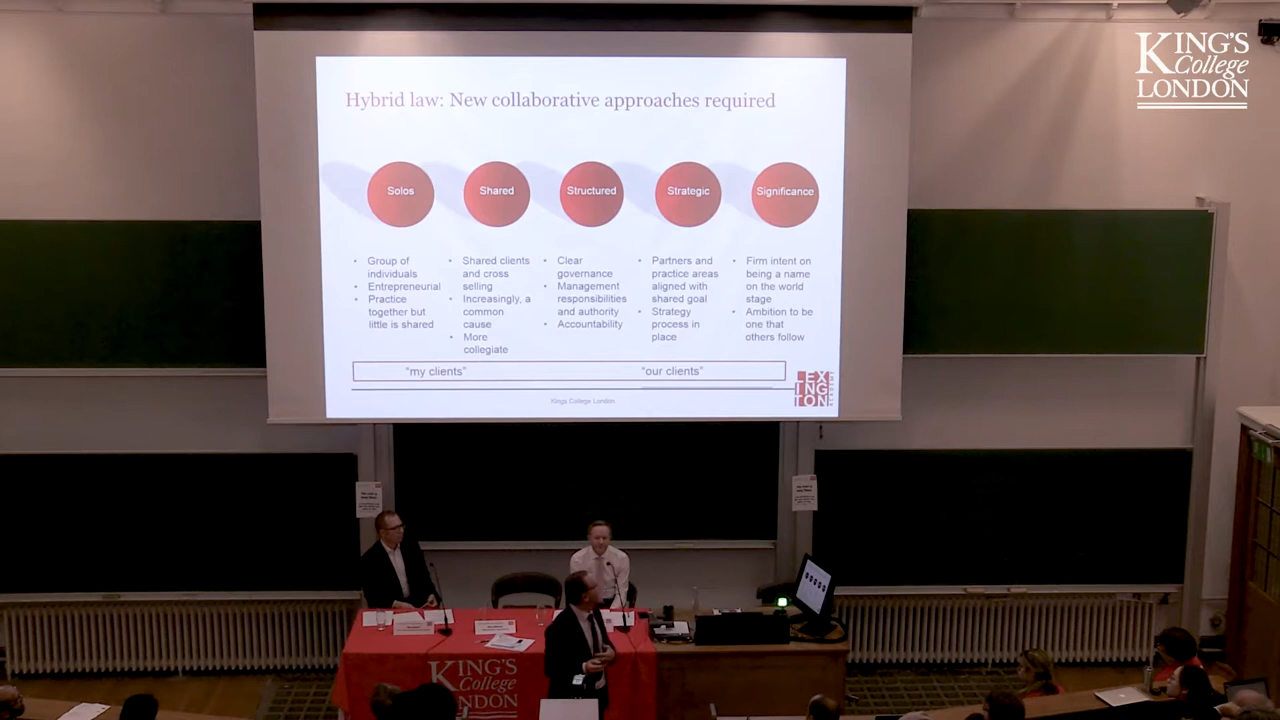 KING'S
College
LONDON
Hybrid law: New collaborative approaches required
Solos
Shared
Structured
Strategic
Significance
• Group of
individuals
• Entrepreneurial
• Practice
together but
little is shared
• Shared clients
and cross
selling
• Increasingly, a
common
cause
• More
collegiate
• Clear
governance
• Management
responsibilities
and authority
• Accountability
• Partners and
practice areas
aligned with
shared goal
• Strategy
process in
place
• Firm intent on
being a name
on the world
stage
• Ambition to be
one that
others follow
"my clients"
"our clients"
Kings College London
LEX
ING
TON
ACADEMY
KING'S
College
LONDON